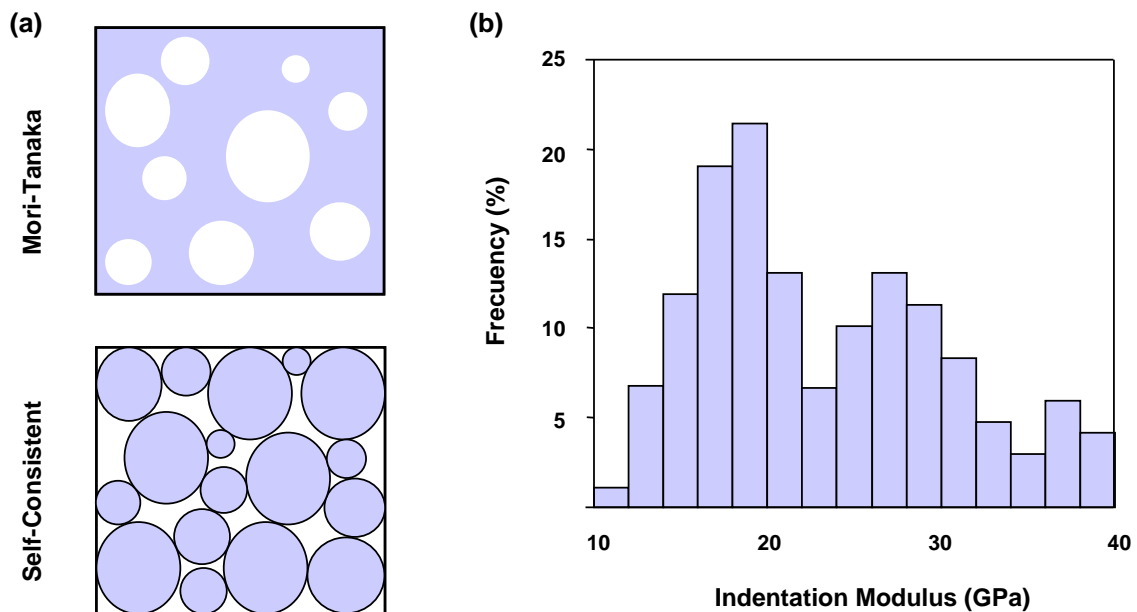 (a)
Mori-Tanaka
Self-Consistent
(b)
Frecuency (%)
25
20
15
10
5
10
20
30
40
Indentation Modulus (GPa)